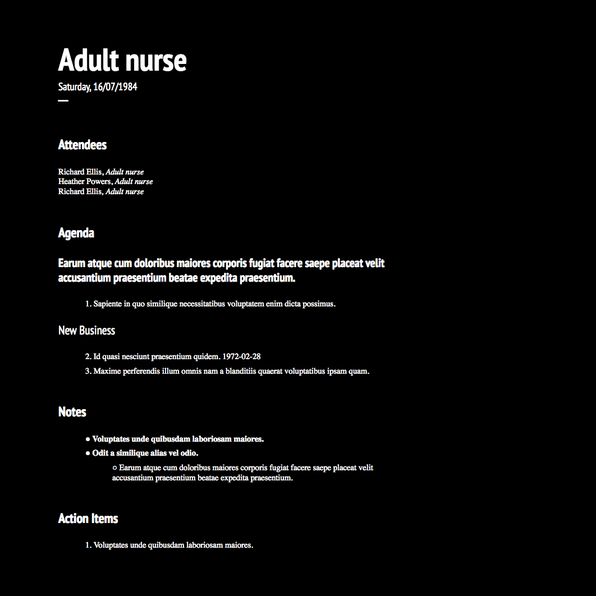 Adult nurse
Saturday, 16/07/1984
—
Attendees
Richard Ellis, Adult nurse
Heather Powers, Adult nurse
Richard Ellis, Adult nurse
Agenda
Earum atque cum doloribus maiores corporis fugiat facere saepe placeat velit
accusantium praesentium beatae expedita praesentium.
1. Sapiente in quo similique necessitatibus voluptatem enim dicta possimus.
New Business
2. Id quasi nesciunt praesentium quidem. 1972-02-28
3. Maxime perferendis illum omnis nam a blanditiis quaerat voluptatibus ipsam quam.
Notes
● Voluptates unde quibusdam laboriosam maiores.
● Odit a similique alias vel odio.
○ Earum atque cum doloribus maiores corporis fugiat facere saepe placeat velit
accusantium praesentium beatae expedita praesentium.
Action Items
1. Voluptates unde quibusdam laboriosam maiores.